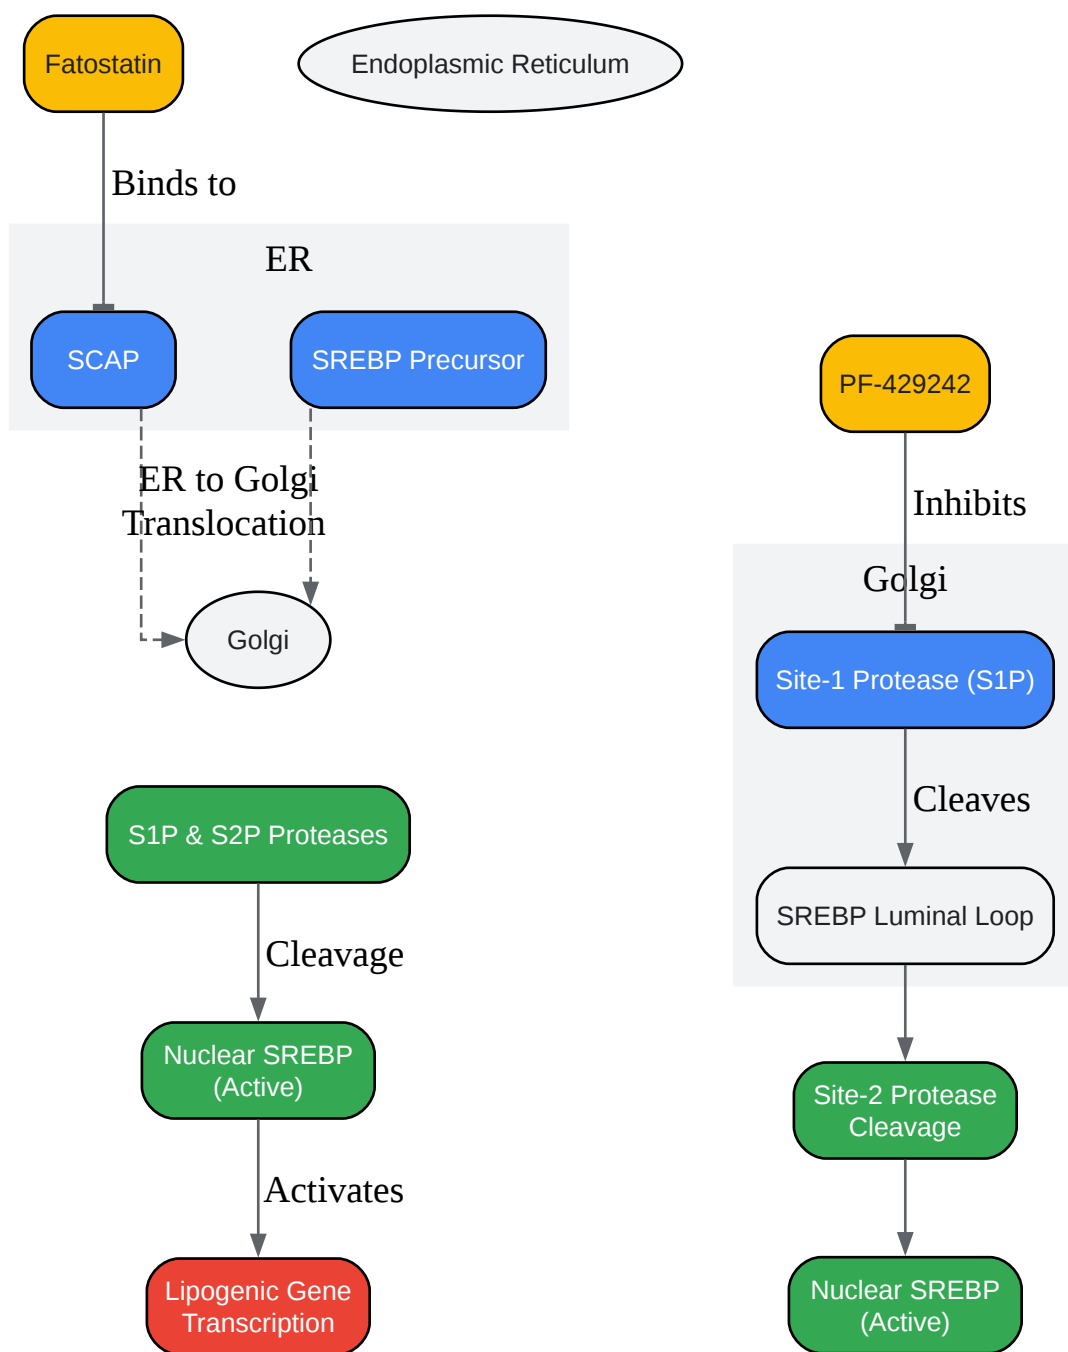 Fatostatin
Endoplasmic Reticulum
Binds to
ER
SCAP
SREBP Precursor
ER to Golgi
Translocation
Golgi
S1P & S2P Proteases
Cleavage
Nuclear SREBP
(Active)
Activates
Lipogenic Gene
Transcription
PF-429242
Inhibits
Golgi
Site-1 Protease (S1P)
Cleaves
SREBP Luminal Loop
Site-2 Protease
Cleavage
Nuclear SREBP
(Active)